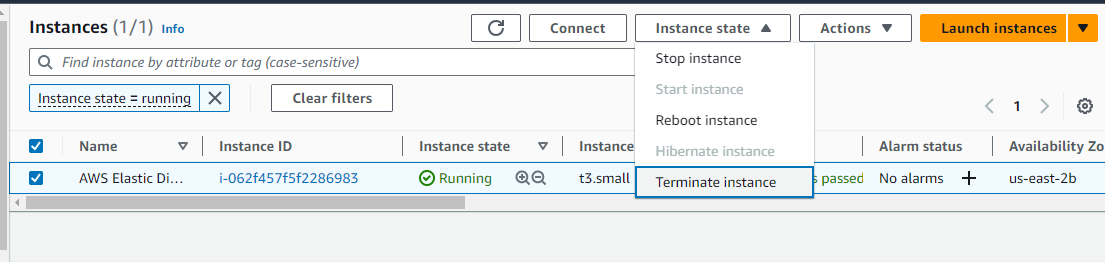 Instances (1/1) Info
Connect
Instance state
Actions
Launch instances
Find instance by attribute or tag (case-sensitive)
Instance state = running
Clear filters
1
Stop instance
Start instance
Reboot instance
Hibernate instance
Terminate instance
Name Instance ID Instance state Instance Alarm status Availability Zo
AWS Elastic Di... i-062f457f5f2286983 Running t3.small s passed No alarms us-east-2b